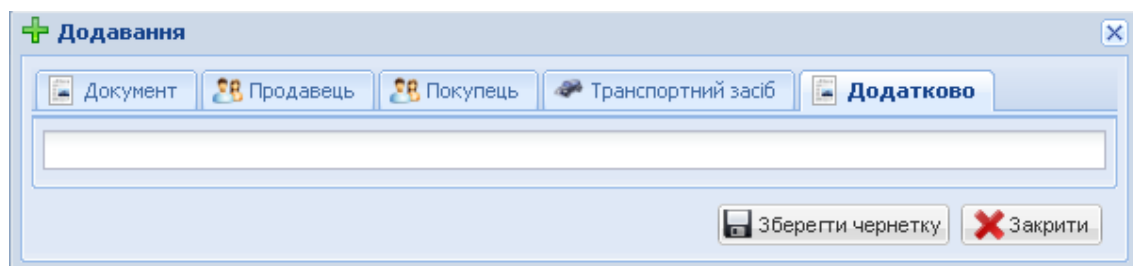 Додавання
Документ Продавець Покупець Транспортний засіб Додатково
Зберегти чернетку Закрити